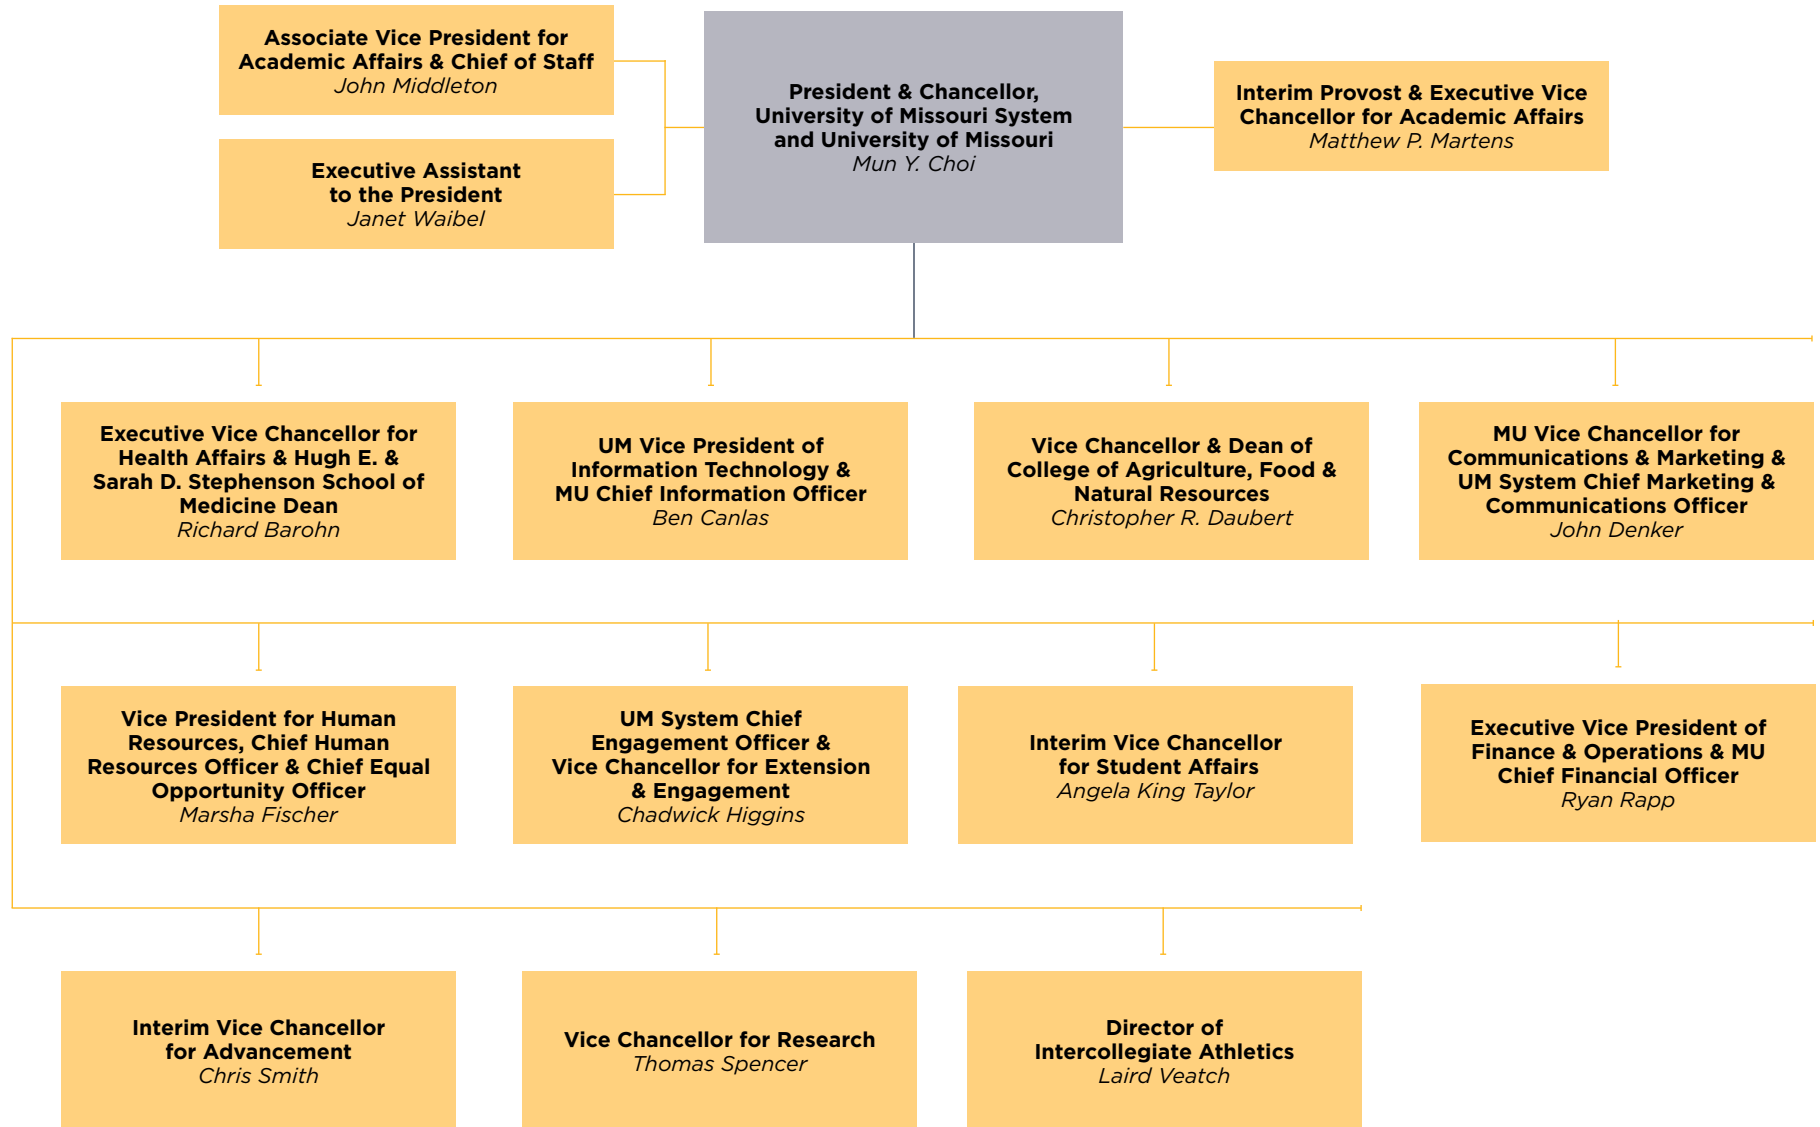 Associate Vice President for
Academic Affairs & Chief of Staff
John Middleton
Executive Assistant
to the President
Janet Waibel
President & Chancellor,
University of Missouri System
and University of Missouri
Mun Y. Choi
Interim Provost & Executive Vice
Chancellor for Academic Affairs
Matthew P. Martens
Executive Vice Chancellor for
Health Affairs & Hugh E. &
Sarah D. Stephenson School of
Medicine Dean
Richard Barohn
UM Vice President of
Information Technology &
MU Chief Information Officer
Ben Canlas
Vice Chancellor & Dean of
College of Agriculture, Food &
Natural Resources
Christopher R. Daubert
MU Vice Chancellor for
Communications & Marketing &
UM System Chief Marketing &
Communications Officer
John Denker
Vice President for Human
Resources, Chief Human
Resources Officer & Chief Equal
Opportunity Officer
Marsha Fischer
UM System Chief
Engagement Officer &
Vice Chancellor for Extension
& Engagement
Chadwick Higgins
Interim Vice Chancellor
for Student Affairs
Angela King Taylor
Executive Vice President of
Finance & Operations & MU
Chief Financial Officer
Ryan Rapp
Interim Vice Chancellor
for Advancement
Chris Smith
Vice Chancellor for Research
Thomas Spencer
Director of
Intercollegiate Athletics
Laird Veatch